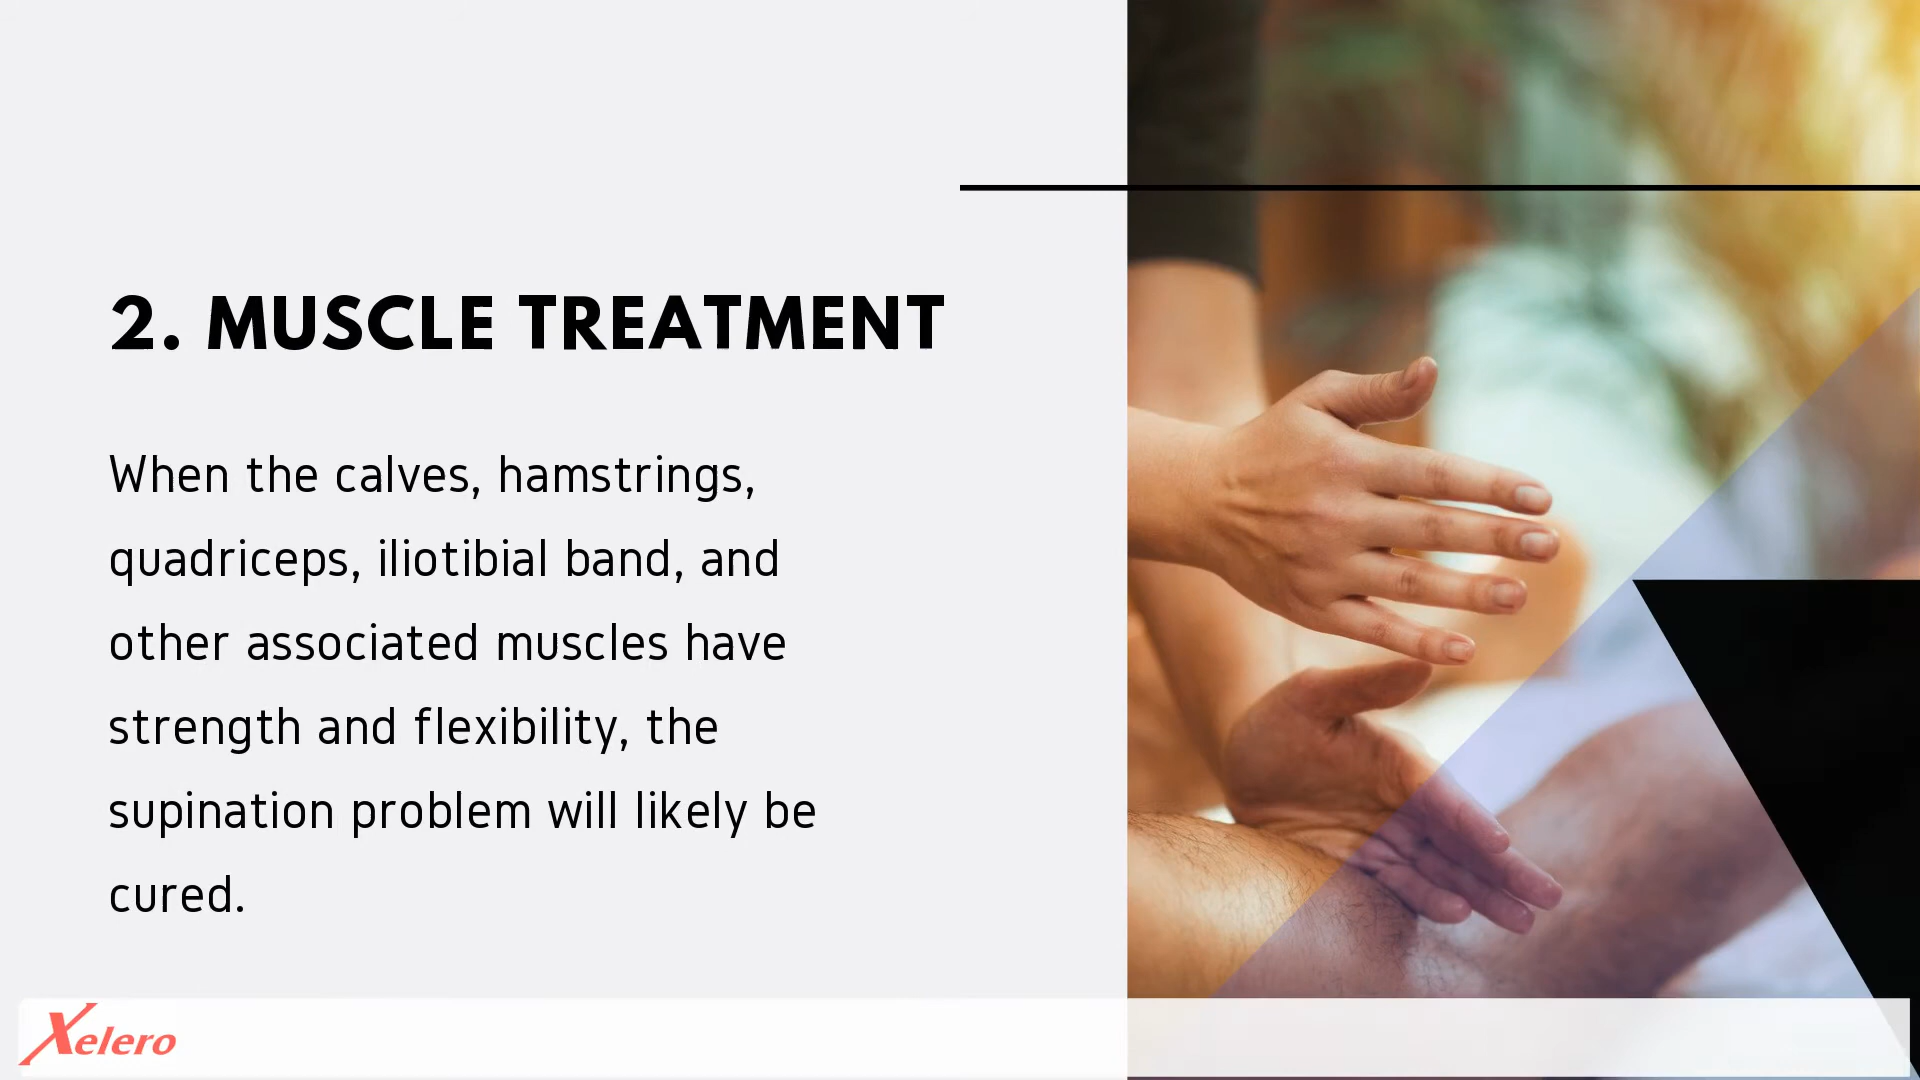 2. MUSCLE TREATMENT
When the calves, hamstrings,
quadriceps, iliotibial band, and
other associated muscles have
strength and flexibility, the
supination problem will likely be
cured.
Xelero